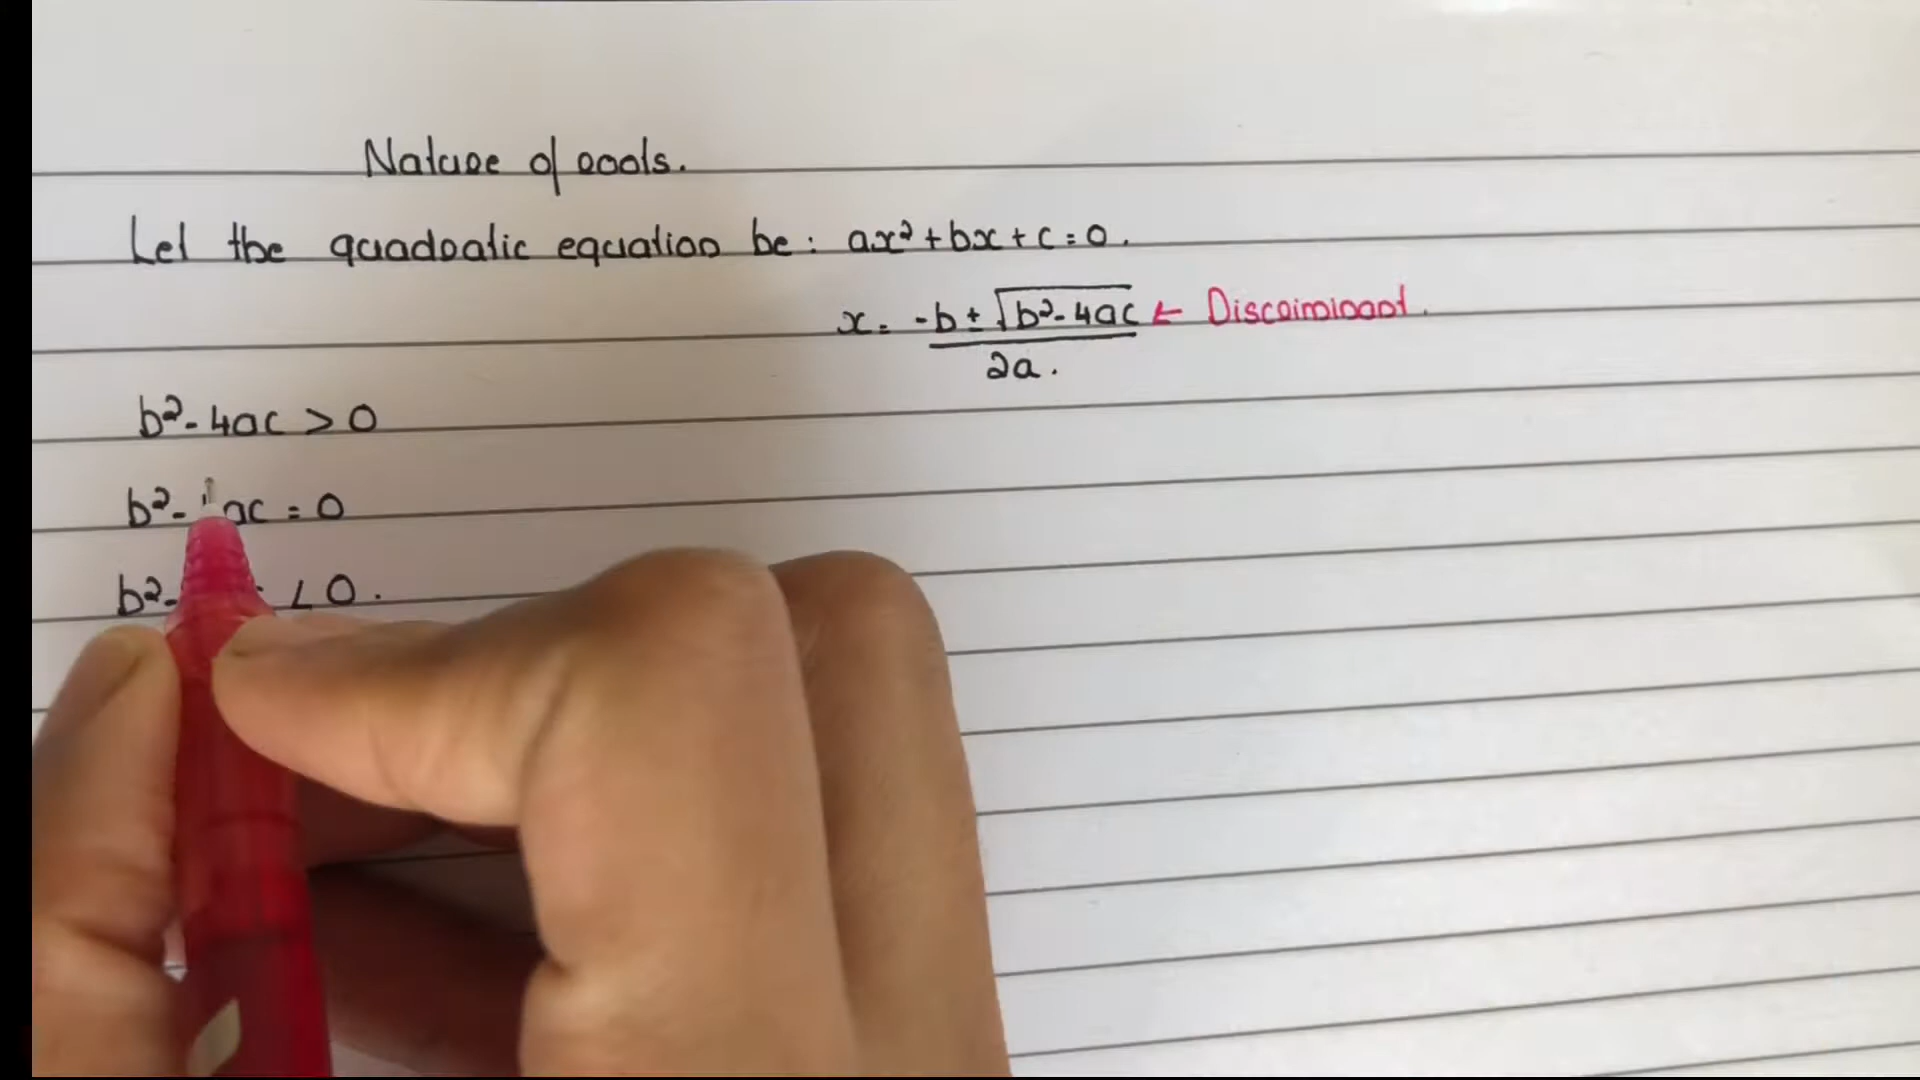 Nature of roots.
Let the quadratic equation be: ax²+bx+c=0.
x = -b±√b²-4ac ← Discriminant.
2a.
b²-4ac > 0
b²-4ac = 0
b²- < 0.